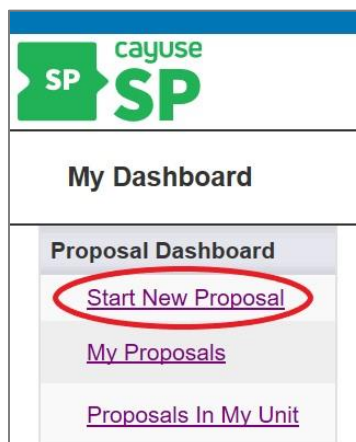 SP
cayuse
SP
My Dashboard
Proposal Dashboard
Start New Proposal
My Proposals
Proposals In My Unit